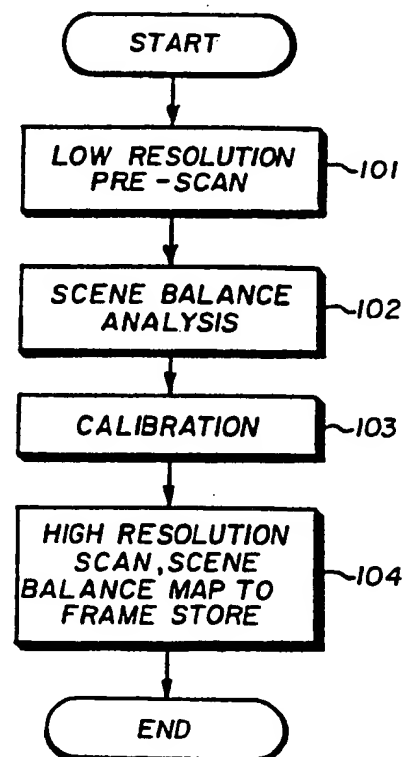 START
LOW RESOLUTION
PRE-SCAN
101
SCENE BALANCE
ANALYSIS
102
CALIBRATION
103
HIGH RESOLUTION
SCAN, SCENE
BALANCE MAP TO
FRAME STORE
104
END